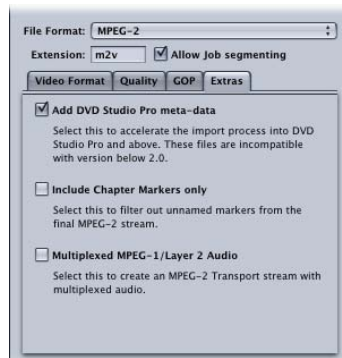 File Format: MPEG-2
Extension: m2v Allow Job segmenting
Video Format Quality GOP Extras
Add DVD Studio Pro meta-data
Select this to accelerate the import process into DVD
Studio Pro and above. These files are incompatible
with version below 2.0.
Include Chapter Markers only
Select this to filter out unnamed markers from the
final MPEG-2 stream.
Multiplexed MPEG-1/Layer 2 Audio
Select this to create an MPEG-2 Transport stream with
multiplexed audio.